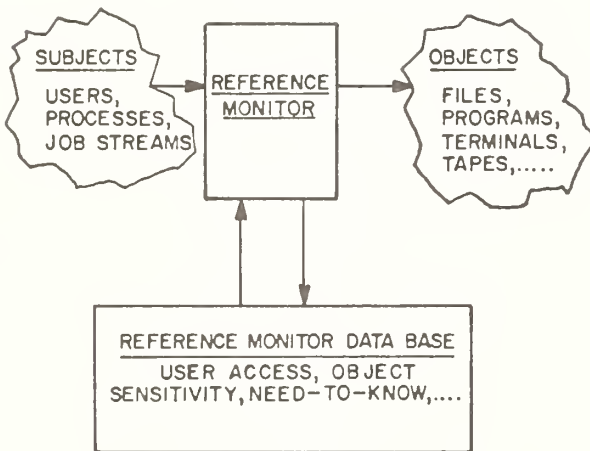 SUBJECTS
USERS,
PROCESSES,
JOB STREAMS
REFERENCE
MONITOR
OBJECTS
FILES,
PROGRAMS,
TERMINALS,
TAPES,.....
REFERENCE MONITOR DATA BASE
USER ACCESS, OBJECT
SENSITIVITY, NEED-TO-KNOW,....